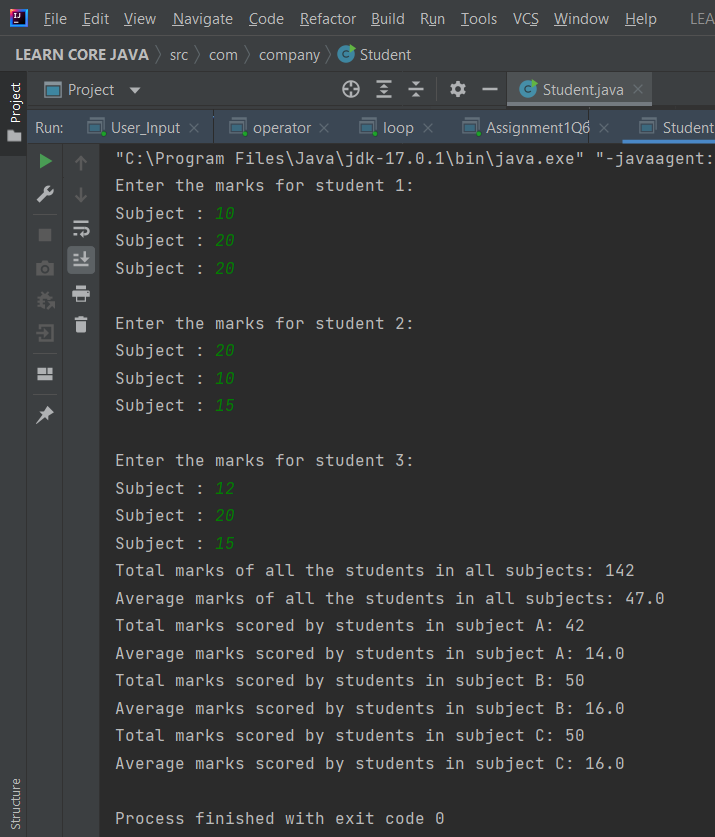 File Edit View Navigate Code Refactor Build Run Tools VCS Window Help LEA
LEARN CORE JAVA src com company Student
Project
Project Student.java
Run: User_Input operator loop Assignment1Q6 Student
"C:\Program Files\Java\jdk-17.0.1\bin\java.exe" "-javaagent:
Enter the marks for student 1:
Subject : 10
Subject : 20
Subject : 20
Enter the marks for student 2:
Subject : 20
Subject : 10
Subject : 15
Enter the marks for student 3:
Subject : 12
Subject : 20
Subject : 15
Total marks of all the students in all subjects: 142
Average marks of all the students in all subjects: 47.0
Total marks scored by students in subject A: 42
Average marks scored by students in subject A: 14.0
Total marks scored by students in subject B: 50
Average marks scored by students in subject B: 16.0
Total marks scored by students in subject C: 50
Average marks scored by students in subject C: 16.0
Process finished with exit code 0
Structure